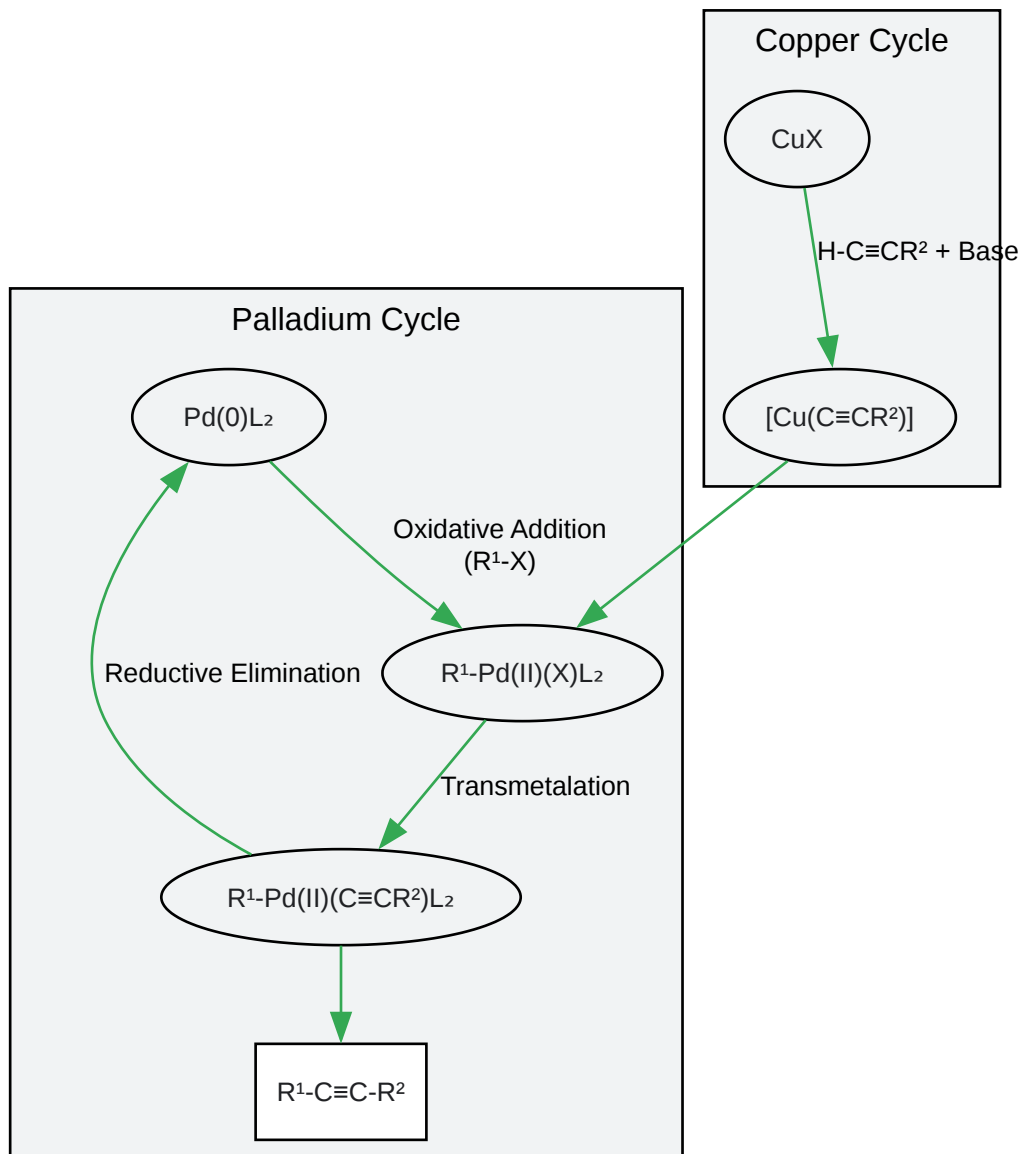 Copper Cycle
CuX
H-C≡CR² + Base
Palladium Cycle
Pd(0)L₂
[Cu(C≡CR²)]
Oxidative Addition
(R¹-X)
Reductive Elimination
R¹-Pd(II)(X)L₂
Transmetalation
R¹-Pd(II)(C≡CR²)L₂
R¹-C≡C-R²